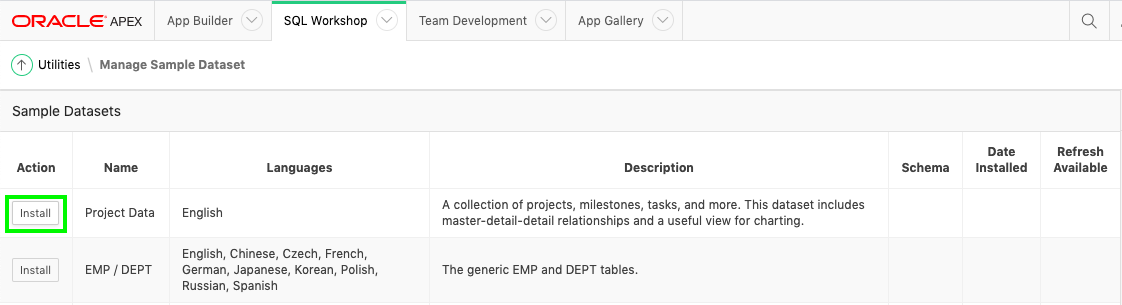 ORACLE APEX App Builder SQL Workshop Team Development App Gallery
Utilities \ Manage Sample Dataset
Sample Datasets
Action Name Languages Description Schema Date Installed Refresh Available
Install Project Data English A collection of projects, milestones, tasks, and more. This dataset includes
master-detail-detail relationships and a useful view for charting.
Install EMP / DEPT English, Chinese, Czech, French,
German, Japanese, Korean, Polish,
Russian, Spanish
The generic EMP and DEPT tables.